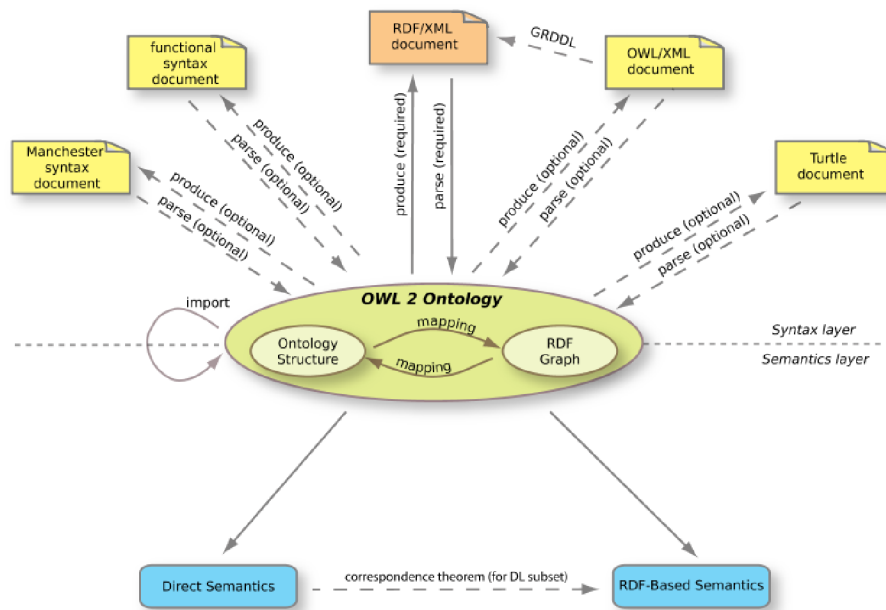 RDF/XML
document
GRDDL
functional
syntax
document
OWL/XML
document
Manchester
syntax
document
Turtle
document
produce (optional)
parse (optional)
produce (optional)
parse (optional)
produce (required)
parse (required)
produce (optional)
parse (optional)
produce (optional)
parse (optional)
import
OWL 2 Ontology
Ontology
Structure
mapping
mapping
RDF
Graph
Syntax layer
Semantics layer
Direct Semantics
correspondence theorem (for DL subset)
RDF-Based Semantics